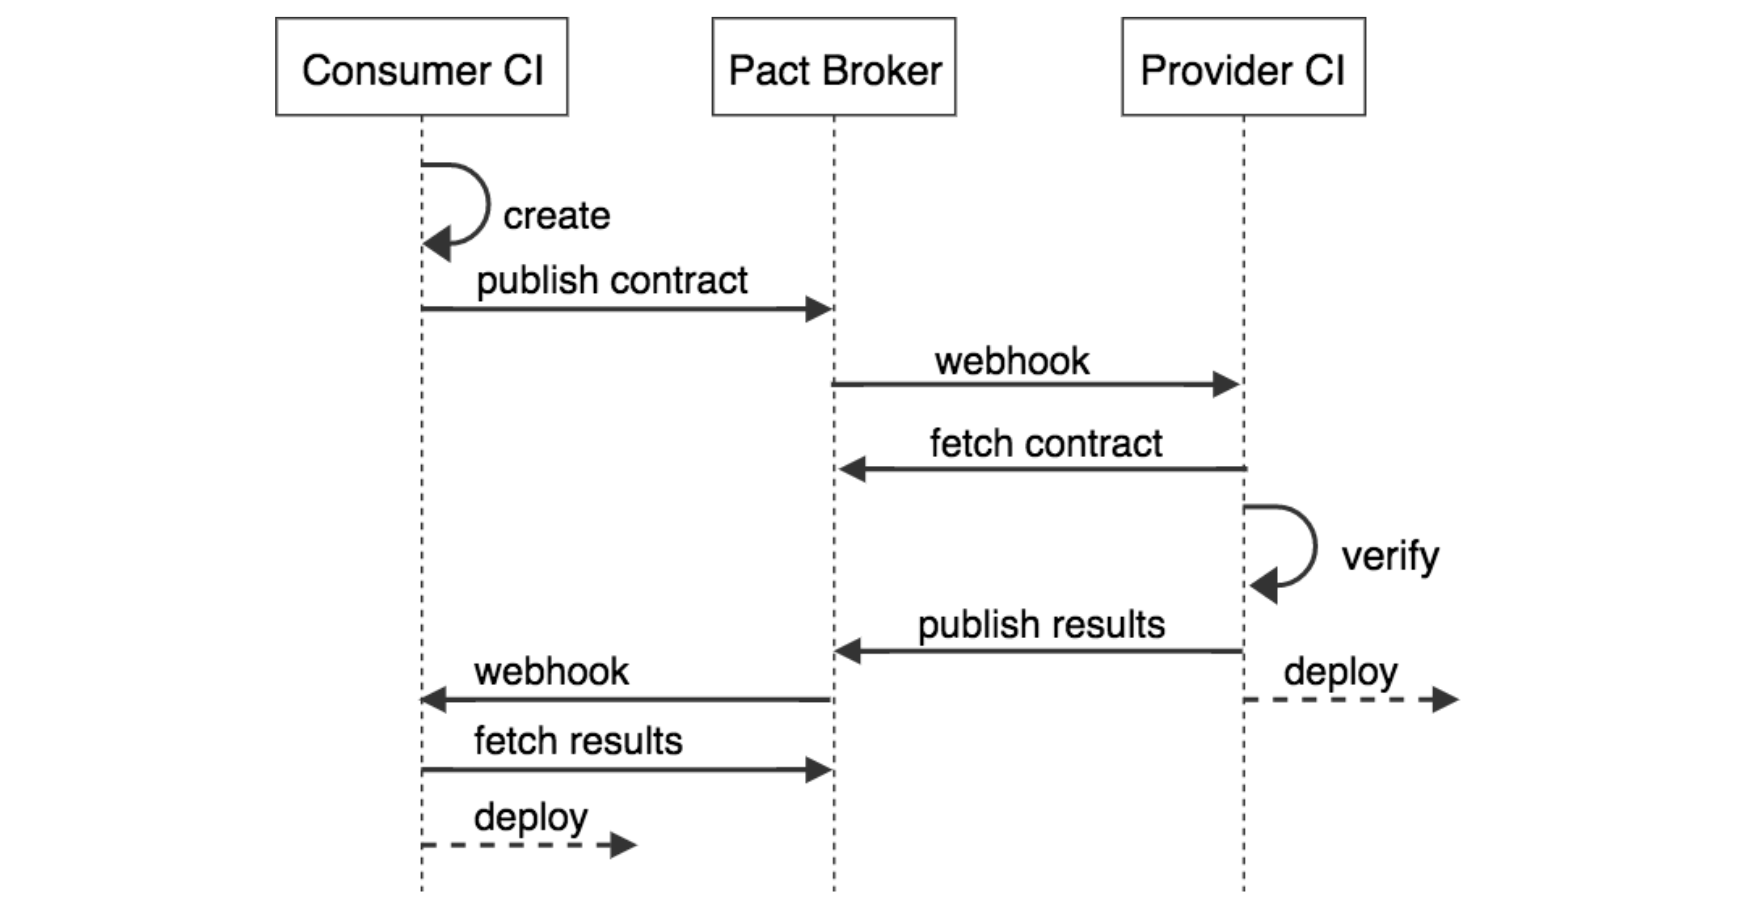 Consumer CI
Pact Broker
Provider CI
create
publish contract
webhook
fetch contract
verify
publish results
webhook
deploy
fetch results
deploy